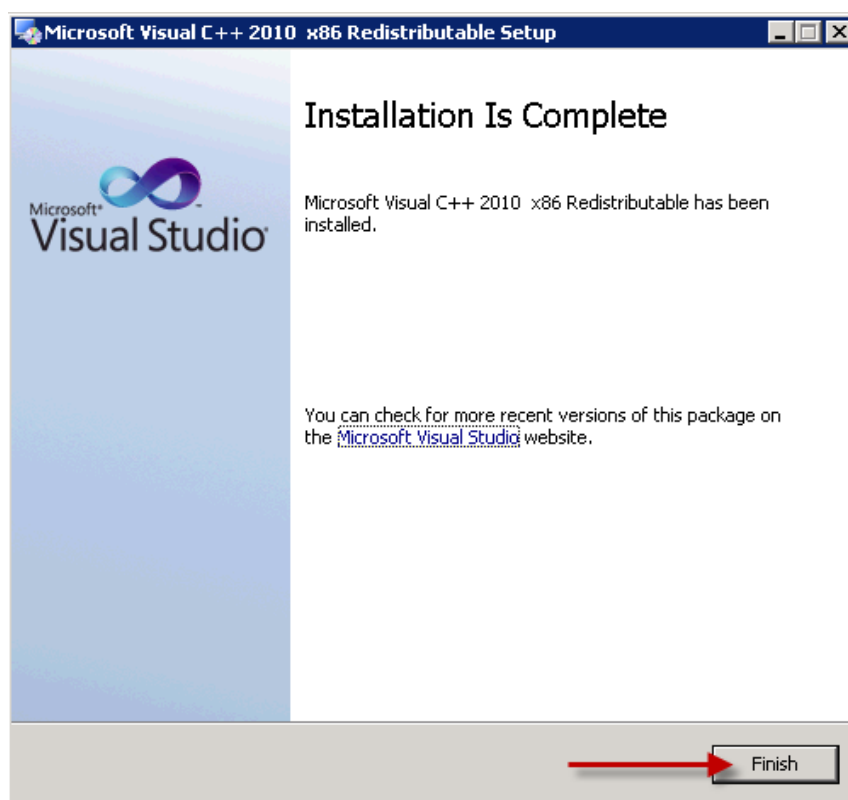 Microsoft Visual C++ 2010  x86 Redistributable Setup
Installation Is Complete
Microsoft®
Visual Studio®
Microsoft Visual C++ 2010  x86 Redistributable has been
installed.
You can check for more recent versions of this package on
the Microsoft Visual Studio website.
Finish